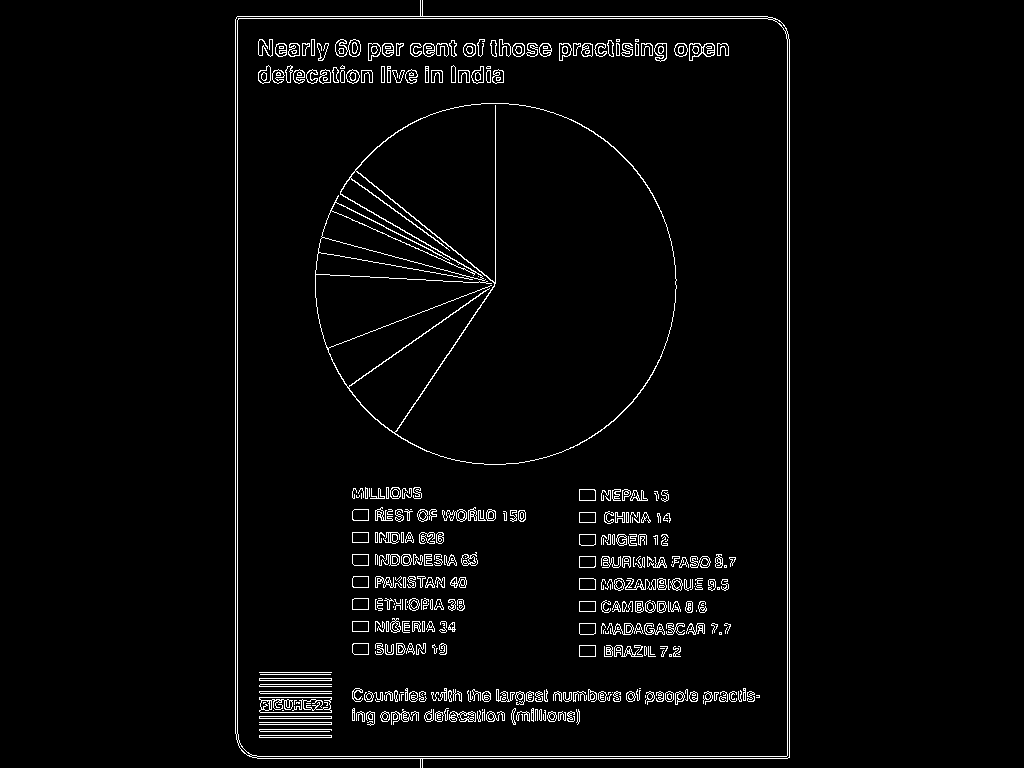 Nearly 60 per cent of those practising open
defecation live in India
MILLIONS
REST OF WORLD 150
INDIA 626
INDONESIA 63
PAKISTAN 40
ETHIOPIA 38
NIGERIA 34
SUDAN 19
NEPAL 15
CHINA 14
NIGER 12
BURKINA FASO 9.7
MOZAMBIQUE 9.5
CAMBODIA 8.6
MADAGASCAR 7.7
BRAZIL 7.2
Countries with the largest numbers of people practis-
ing open defecation (millions)